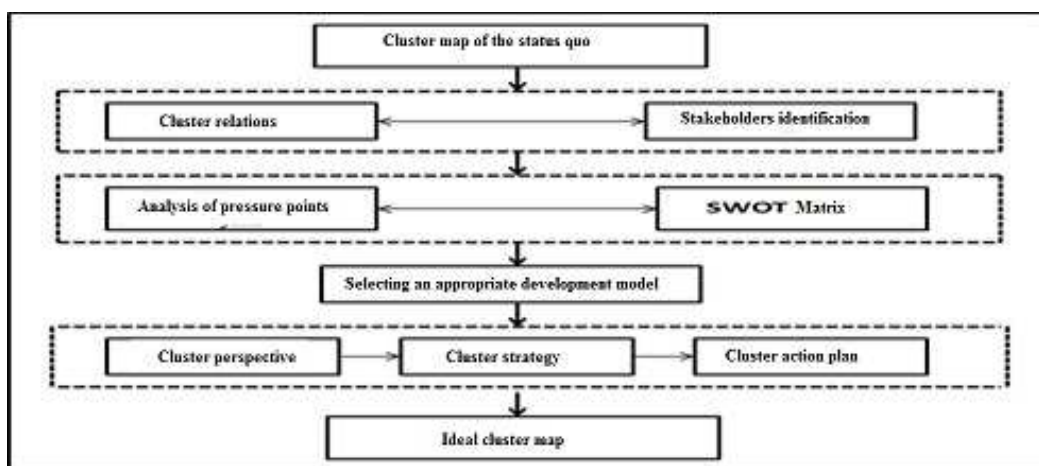 Cluster map of the status quo
Cluster relations
Stakeholders identification
Analysis of pressure points
SWOT Matrix
Selecting an appropriate development model
Cluster perspective
Cluster strategy
Cluster action plan
Ideal cluster map